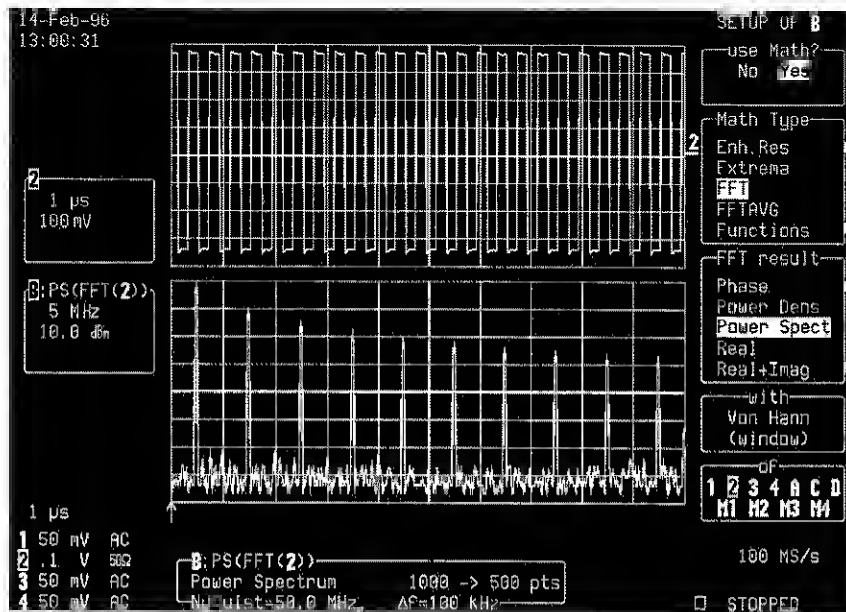 14-Feb-96
13:00:31
SETUP OF B
use Math?
No Yes
Math Type
Enh.Res
Extrema
FFT
FFTAVG
Functions
FFT result
Phase
Power Dens
Power Spect
Real
Real+Imag
with
Von Hann
(window)
of
1 2 3 4 A C D
M1 M2 M3 M4
2
2
1 µs
100mV
B:PS(FFT(2))
5 MHz
10.0 dBm
1 µs
1 50 mV AC
2 .1 V 50Ω
3 50 mV AC
4 50 mV AC
B:PS(FFT(2))
Power Spectrum 1000 -> 500 pts
Nyquist=50.0 MHz Δf=100 kHz
100 MS/s
STOPPED